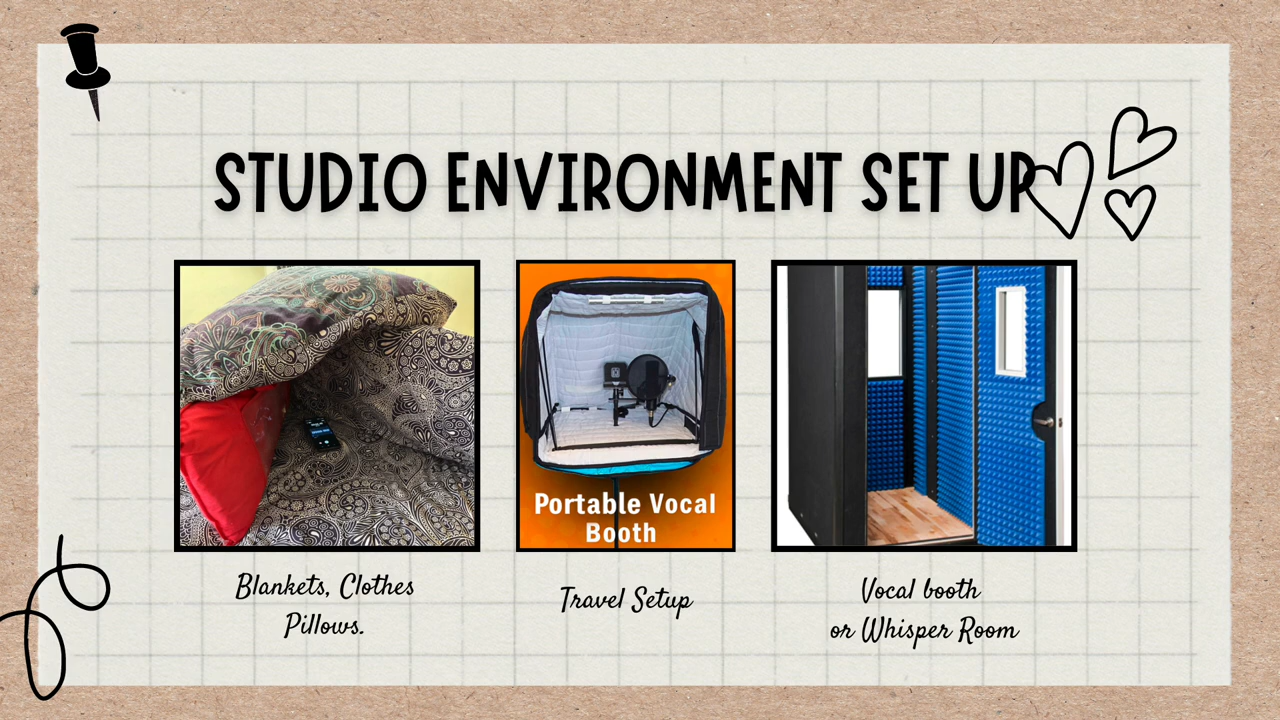 STUDIO ENVIRONMENT SET UP
Portable Vocal
Booth
Blankets, Clothes
Pillows.
Travel Setup
Vocal booth
or Whisper Room